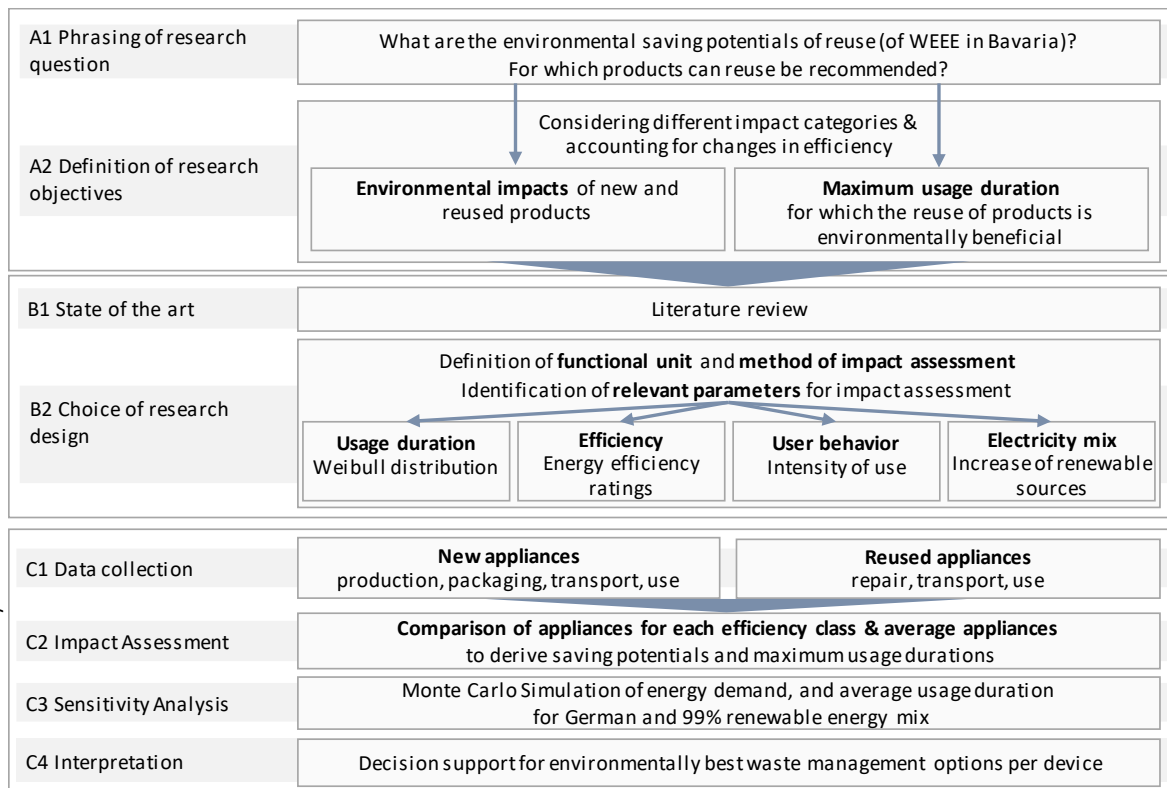 A1 Phrasing of research
question
What are the environmental saving potentials of reuse (of WEEE in Bavaria)?
For which products can reuse be recommended?
A2 Definition of research
objectives
Considering different impact categories &
accounting for changes in efficiency
Environmental impacts of new and
reused products
Maximum usage duration
for which the reuse of products is
environmentally beneficial
B1 State of the art
Literature review
B2 Choice of research
design
Definition of functional unit and method of impact assessment
Identification of relevant parameters for impact assessment
Usage duration
Weibull distribution
Efficiency
Energy efficiency
ratings
User behavior
Intensity of use
Electricity mix
Increase of renewable
sources
C1 Data collection
New appliances
production, packaging, transport, use
Reused appliances
repair, transport, use
C2 Impact Assessment
Comparison of appliances for each efficiency class & average appliances
to derive saving potentials and maximum usage durations
C3 Sensitivity Analysis
Monte Carlo Simulation of energy demand, and average usage duration
for German and 99% renewable energy mix
C4 Interpretation
Decision support for environmentally best waste management options per device